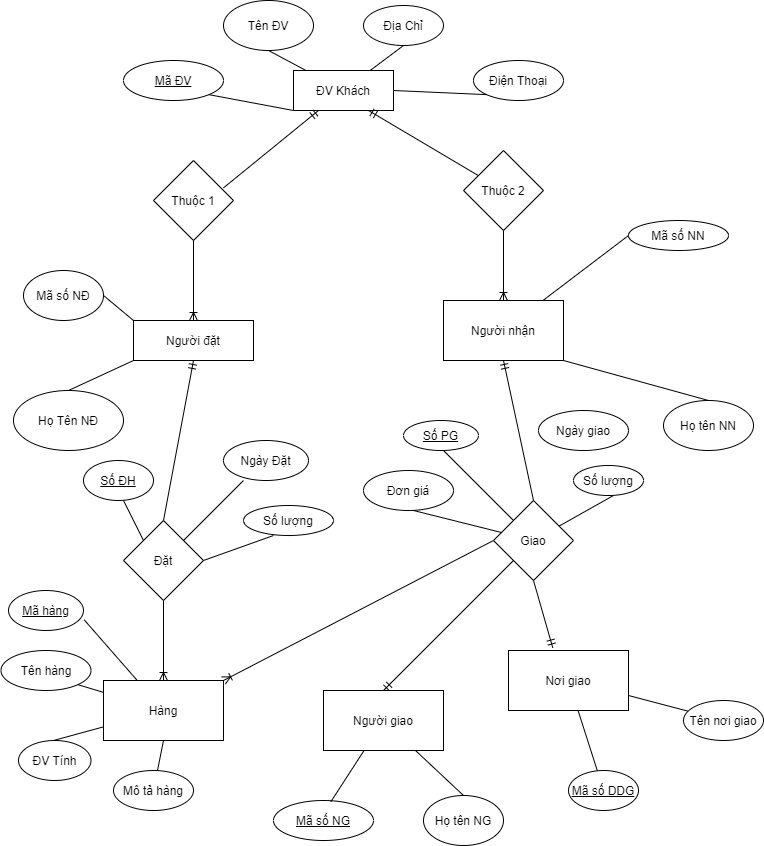 Tên ĐV
Địa Chỉ
Mã ĐV
ĐV Khách
Điện Thoại
Thuộc 1
Thuộc 2
Mã số NN
Mã số NĐ
Người đặt
Người nhận
Họ Tên NĐ
Họ tên NN
Số PG
Ngày giao
Ngày Đặt
Số ĐH
Đơn giá
Số lượng
Số lượng
Đặt
Giao
Mã hàng
Tên hàng
Hàng
Nơi giao
Người giao
Tên nơi giao
ĐV Tính
Mô tả hàng
Mã số DDG
Mã số NG
Họ tên NG